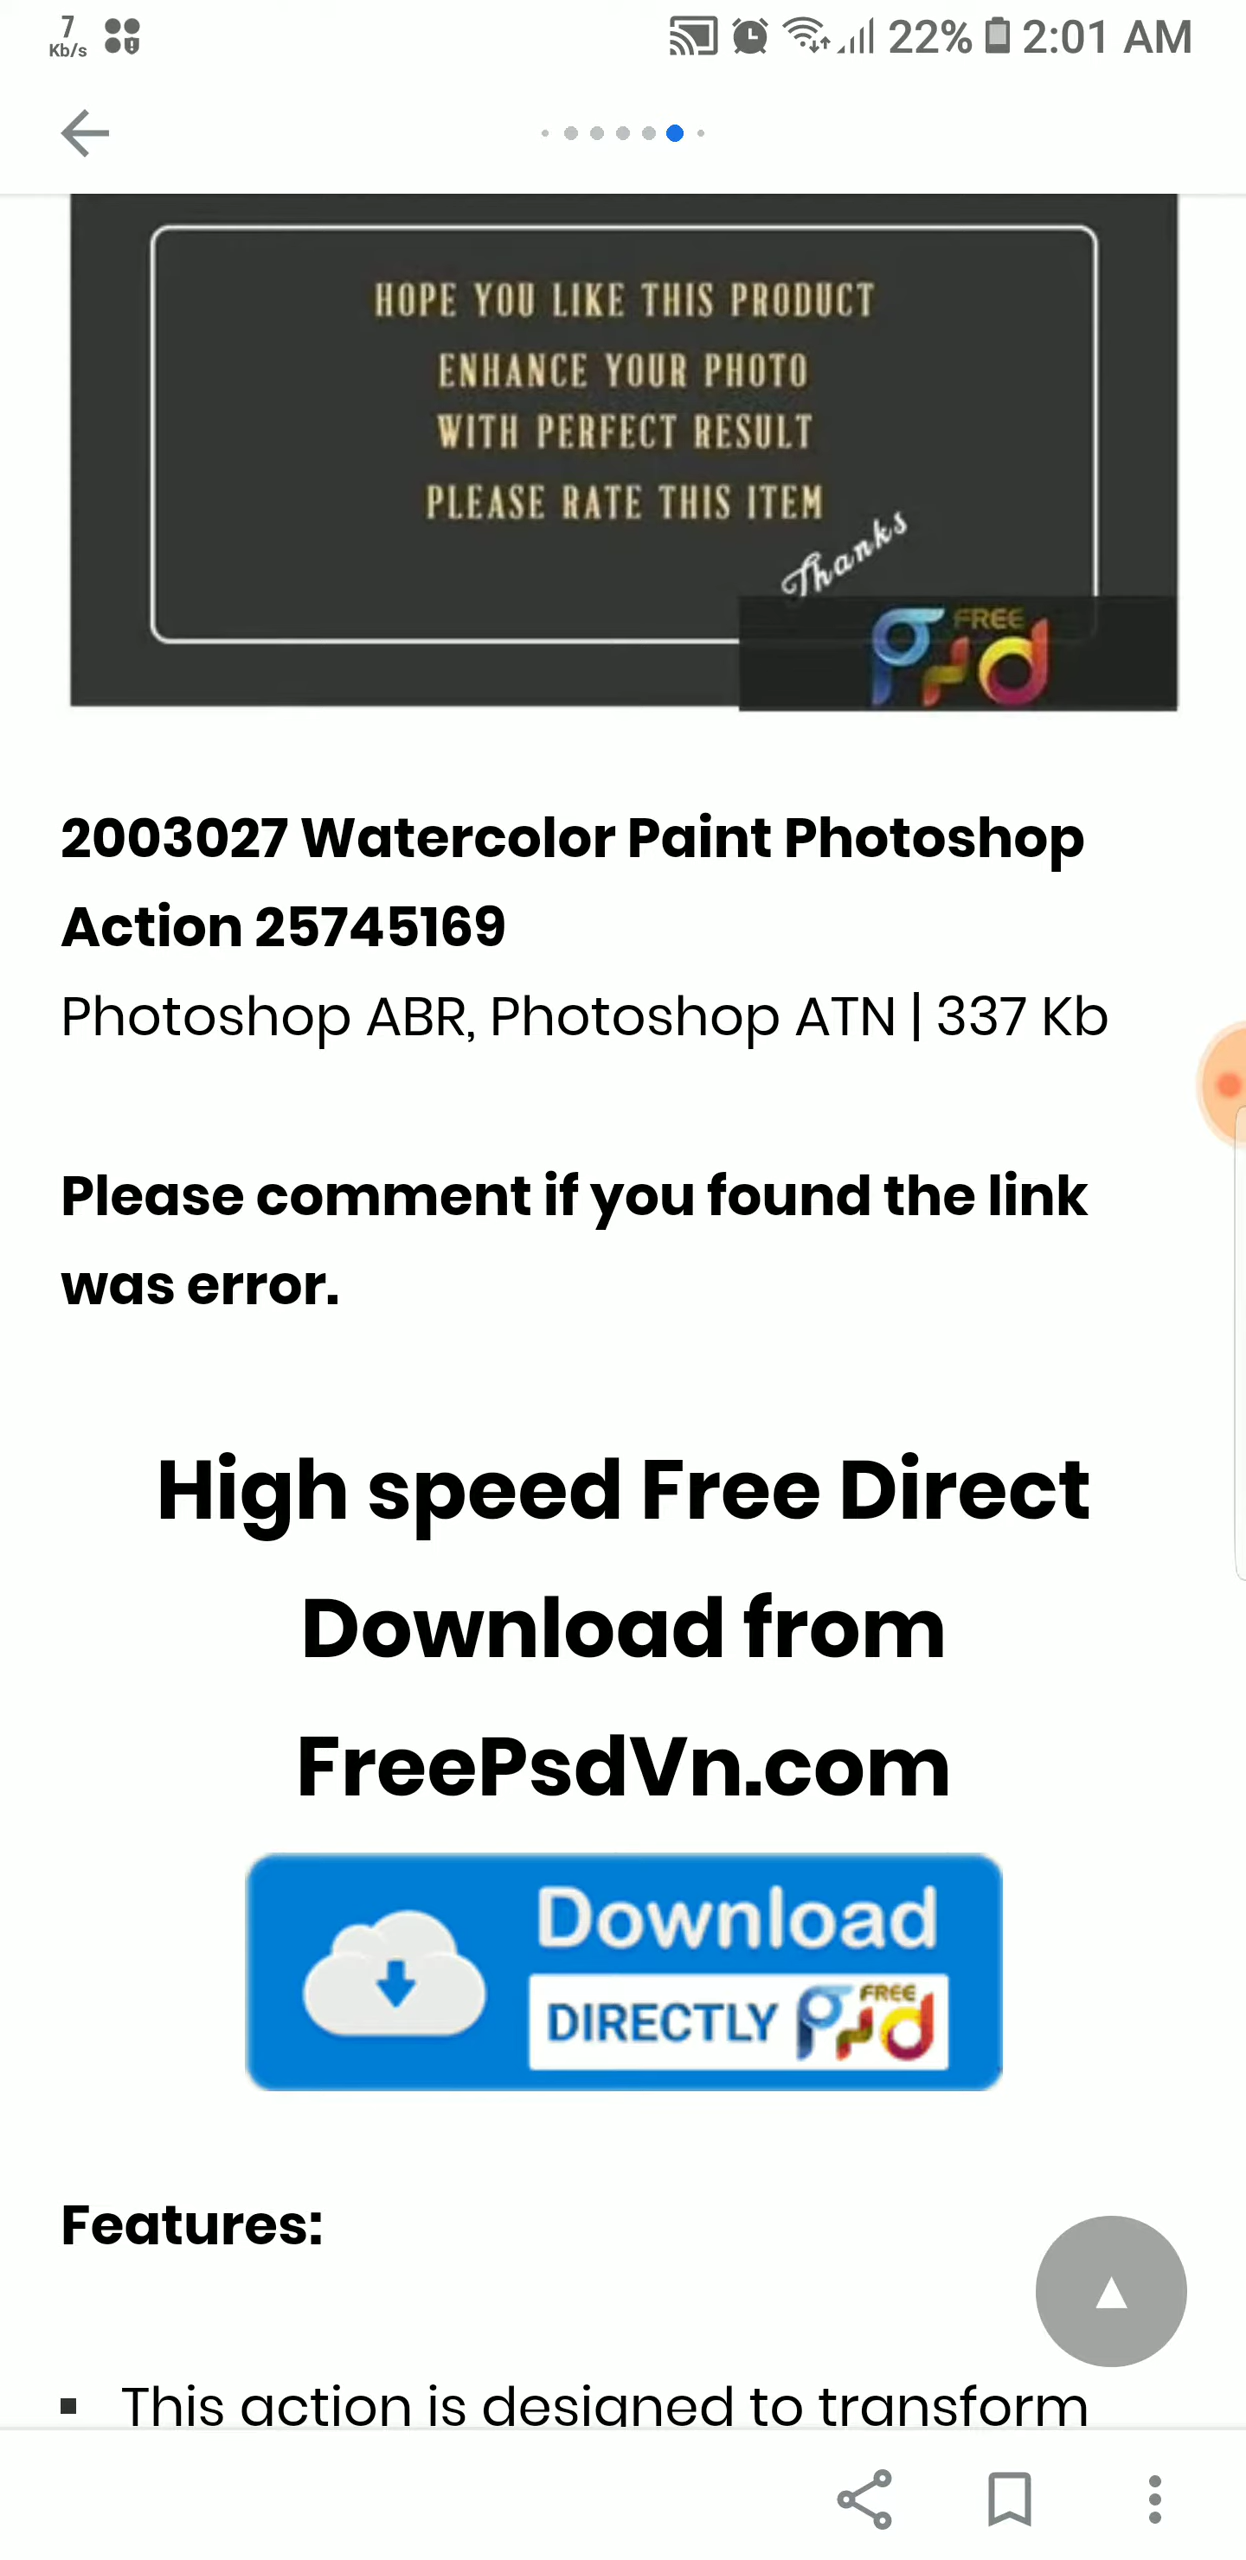 7
Kb/s
22% 2:01 AM
HOPE YOU LIKE THIS PRODUCT
ENHANCE YOUR PHOTO
WITH PERFECT RESULT
PLEASE RATE THIS ITEM
Thanks
FREE
Psd
2003027 Watercolor Paint Photoshop
Action 25745169
Photoshop ABR, Photoshop ATN | 337 Kb
Please comment if you found the link
was error.
High speed Free Direct
Download from
FreePsdVn.com
Download
DIRECTLY Psd FREE
Features:
▪ This action is designed to transform